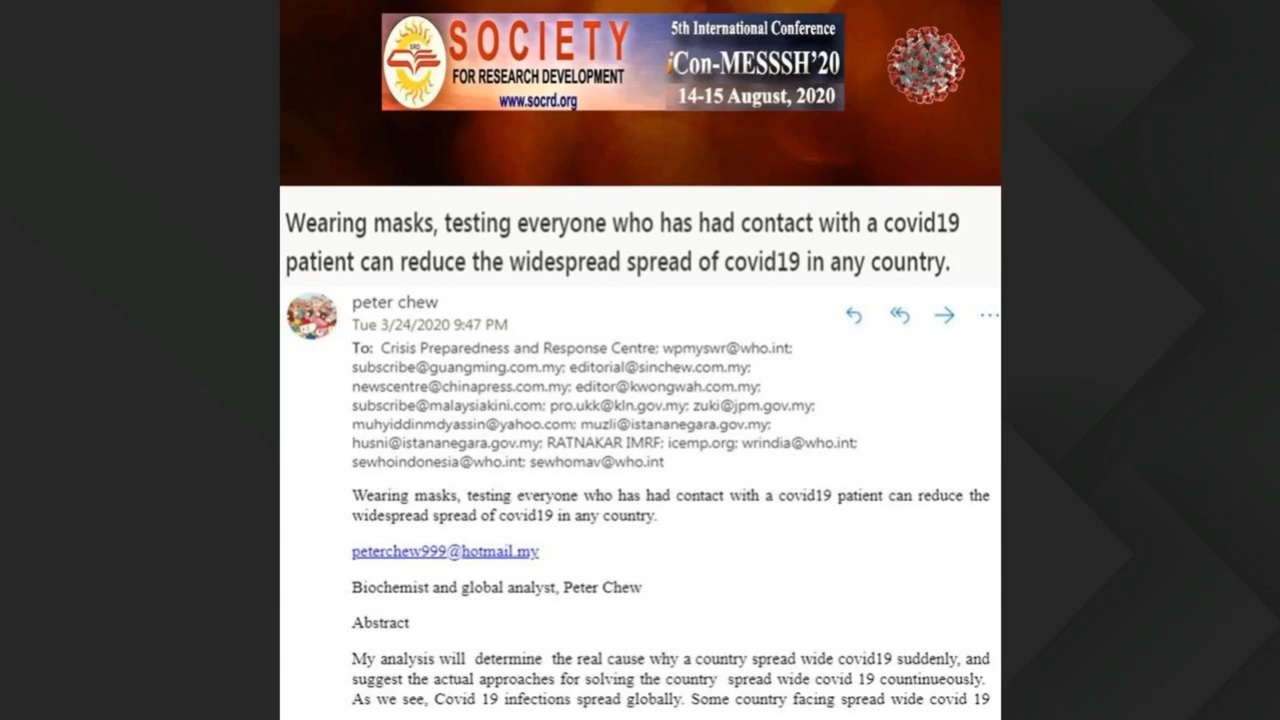 SOCIETY
FOR RESEARCH DEVELOPMENT
www.socrd.org
5th International Conference
iCon-MESSSH'20
14-15 August, 2020
Wearing masks, testing everyone who has had contact with a covid19
patient can reduce the widespread spread of covid19 in any country.
peter chew
Tue 3/24/2020 9:47 PM
To: Crisis Preparedness and Response Centre; wpmyswr@who.int;
subscribe@guangming.com.my; editorial@sinchew.com.my;
newscentre@chinapress.com.my; editor@kwongwah.com.my;
subscribe@malaysiakini.com; pro.ukk@kln.gov.my; zuki@jpm.gov.my;
muhyiddinmdyassin@yahoo.com; muzli@istananegara.gov.my;
husni@istananegara.gov.my; RATNAKAR IMRF; icemp.org; wrindia@who.int;
sewhoindonesia@who.int; sewhomav@who.int
Wearing masks, testing everyone who has had contact with a covid19 patient can reduce the
widespread spread of covid19 in any country.
peterchew999@hotmail.my
Biochemist and global analyst, Peter Chew
Abstract
My analysis will determine the real cause why a country spread wide covid19 suddenly, and
suggest the actual approaches for solving the country spread wide covid 19 countinueously.
As we see, Covid 19 infections spread globally. Some country facing spread wide covid 19